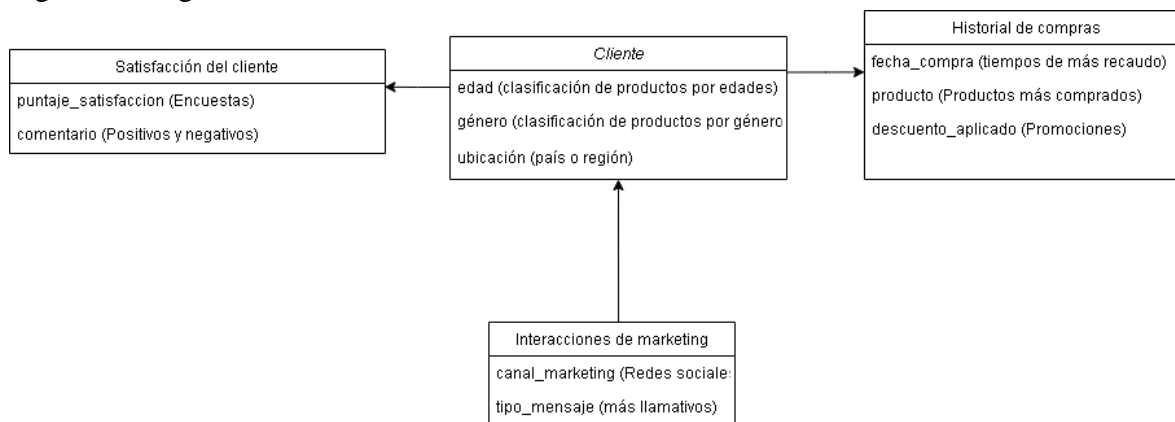 Satisfacción del cliente
puntaje_satisfaccion (Encuestas)
comentario (Positivos y negativos)
Cliente
edad (clasificación de productos por edades)
género (clasificación de productos por género
ubicación (país o región)
Historial de compras
fecha_compra (tiempos de más recaudo)
producto (Productos más comprados)
descuento_aplicado (Promociones)
Interacciones de marketing
canal_marketing (Redes sociale
tipo_mensaje (más llamativos)